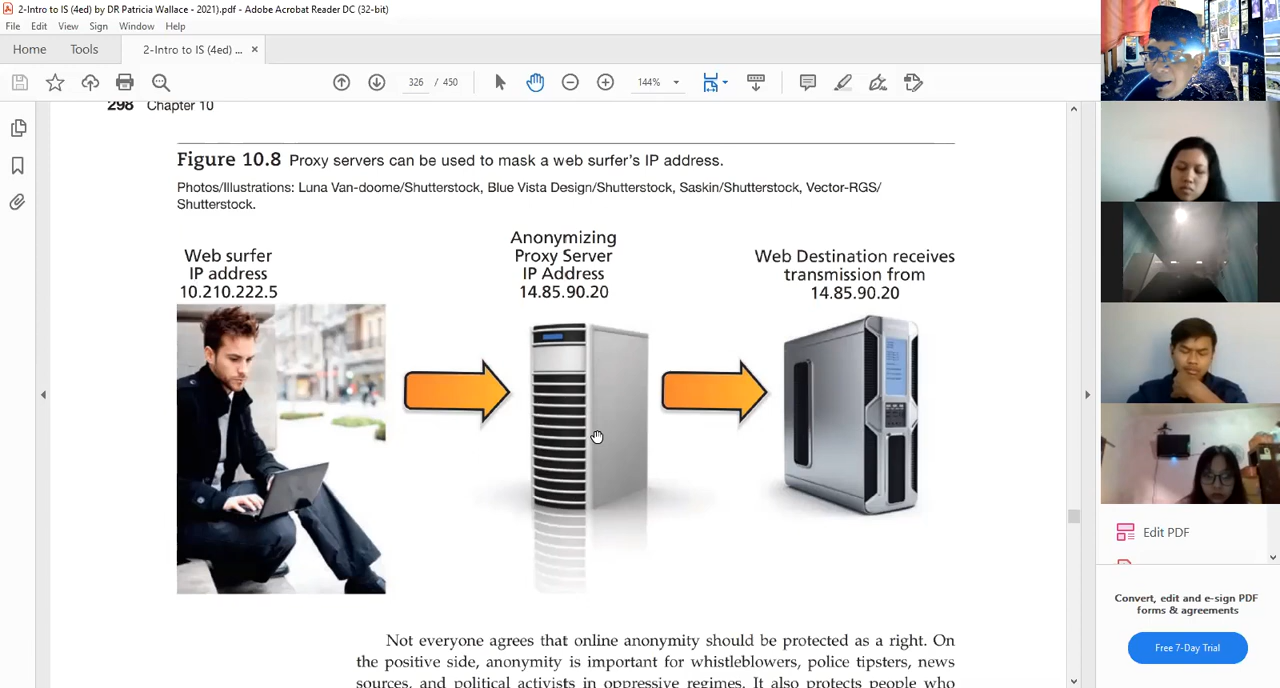 2-Intro to IS (4ed) by DR Patricia Wallace - 2021).pdf - Adobe Acrobat Reader DC (32-bit)
File Edit View Sign Window Help
Home Tools 2-Intro to IS (4ed) ... ×
326 / 450 144%
298 Chapter 10
Figure 10.8 Proxy servers can be used to mask a web surfer's IP address.
Photos/Illustrations: Luna Van-doome/Shutterstock, Blue Vista Design/Shutterstock, Saskin/Shutterstock, Vector-RGS/
Shutterstock.
Web surfer
IP address
10.210.222.5
Anonymizing
Proxy Server
IP Address
14.85.90.20
Web Destination receives
transmission from
14.85.90.20
Not everyone agrees that online anonymity should be protected as a right. On
the positive side, anonymity is important for whistleblowers, police tipsters, news
sources, and political activists in oppressive regimes. It also protects people who
Edit PDF
Convert, edit and e-sign PDF
forms & agreements
Free 7-Day Trial